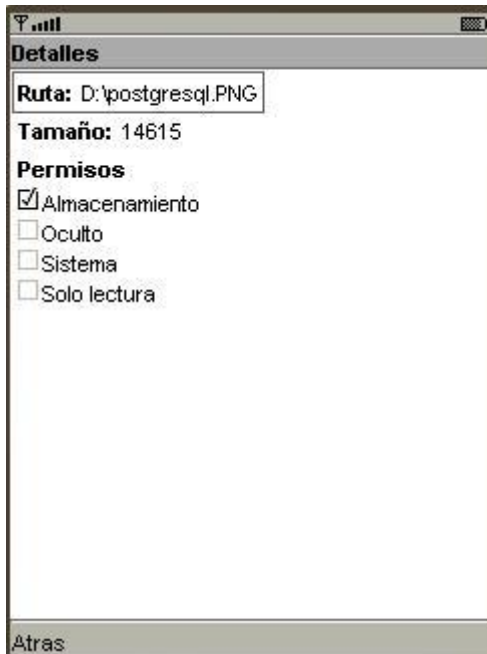 Detalles
Ruta: D:\postgresql.PNG
Tamaño: 14615
Permisos
Almacenamiento
Oculto
Sistema
Solo lectura
Atras